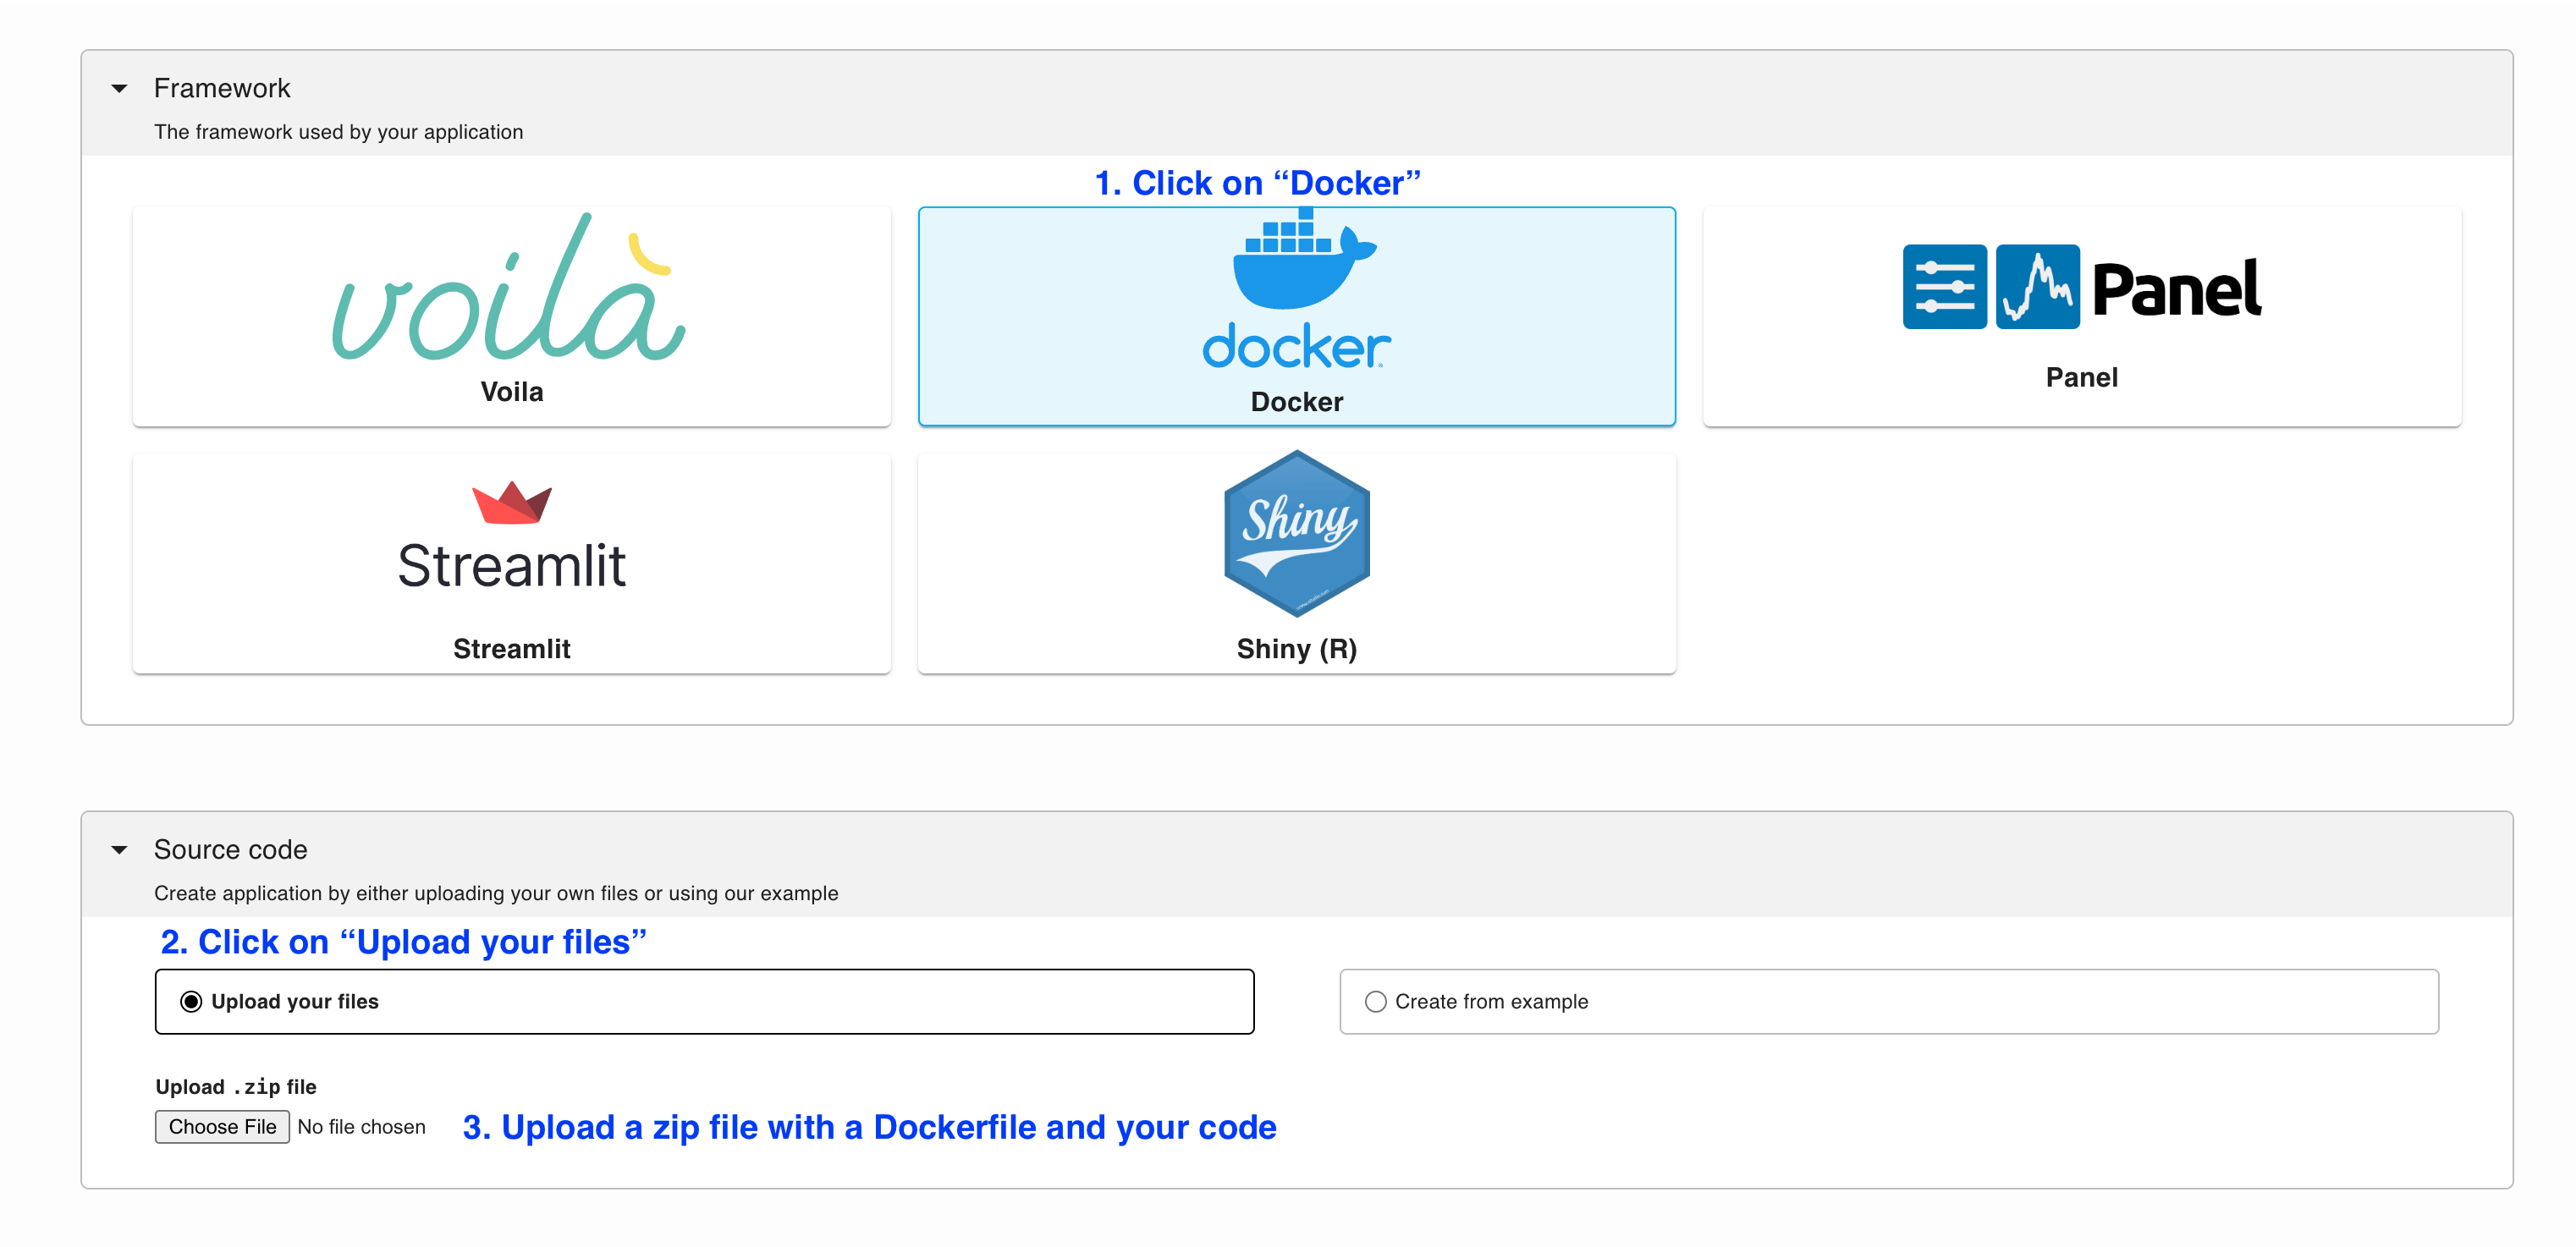 Framework
The framework used by your application
1. Click on “Docker”
voilà
Voila
docker
Docker
Panel
Panel
Streamlit
Streamlit
Shiny
Shiny (R)
Source code
Create application by either uploading your own files or using our example
2. Click on “Upload your files”
Upload your files
Create from example
Upload .zip file
Choose File No file chosen
3. Upload a zip file with a Dockerfile and your code